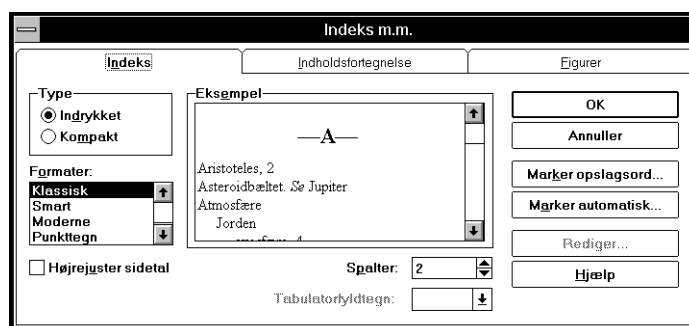 Indeks m.m.
Indeks
Indholdsfortegnelse
Figurer
Type
Indrykket
Kompakt
Formater:
Klassisk
Smart
Moderne
Punkttegn
Højrejuster sidetal
Eksempel
—A—
Aristoteles, 2
Asteroidbæltet. Se Jupiter
Atmosfære
Jorden
Spalter: 2
Tabulatorfyldtegn:
OK
Annuller
Marker opslagsord...
Marker automatisk...
Rediger...
Hjælp